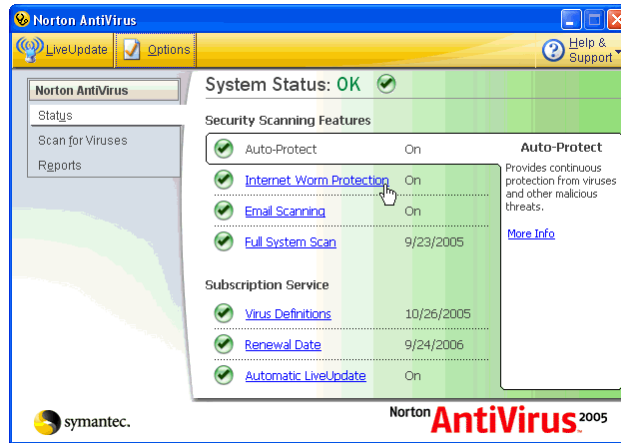 Norton AntiVirus
LiveUpdate
Options
Help &
Support
Norton AntiVirus
Status
Scan for Viruses
Reports
System Status: OK
Security Scanning Features
Auto-Protect On
Internet Worm Protection On
Email Scanning On
Full System Scan 9/23/2005
Subscription Service
Virus Definitions 10/26/2005
Renewal Date 9/24/2006
Automatic LiveUpdate On
Auto-Protect
Provides continuous
protection from viruses
and other malicious
threats.
More Info
symantec.
Norton AntiVirus 2005